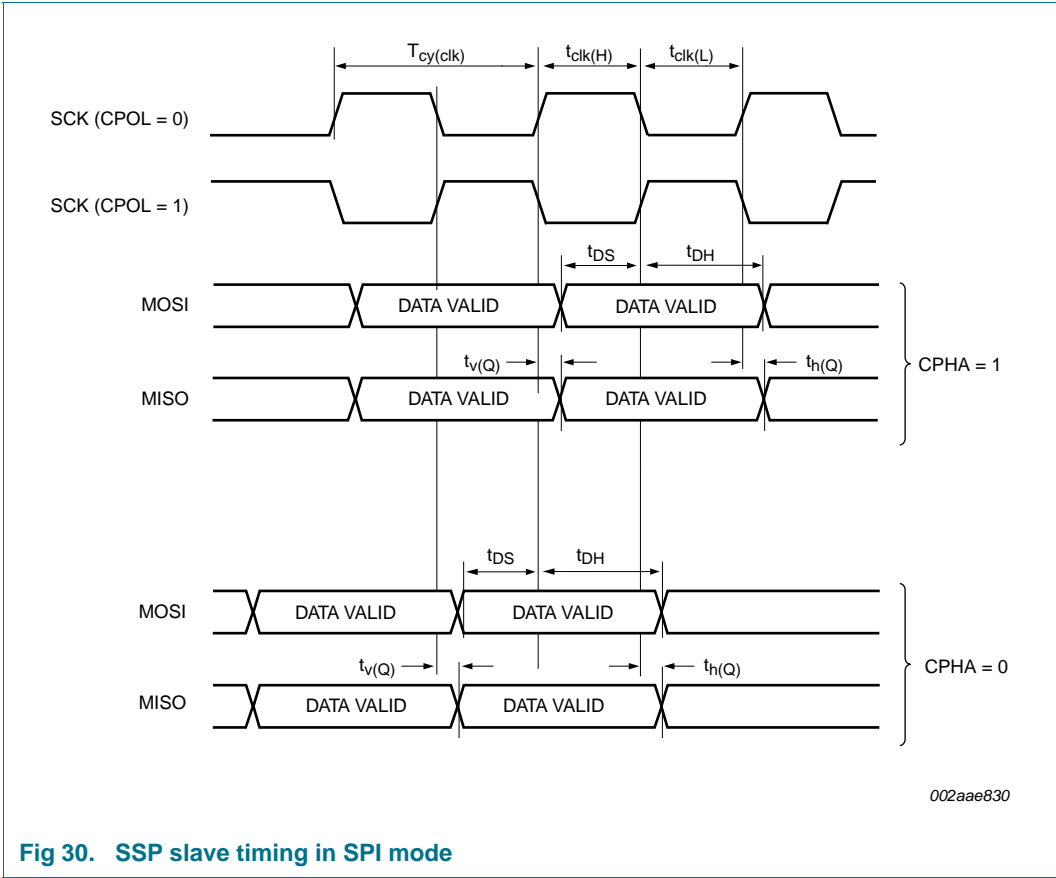 Tcy(clk) tclk(H) tclk(L)
SCK (CPOL = 0)
SCK (CPOL = 1)
tDS tDH
MOSI DATA VALID DATA VALID
tv(Q) th(Q)
CPHA = 1
MISO DATA VALID DATA VALID
tDS tDH
MOSI DATA VALID DATA VALID
tv(Q) th(Q)
CPHA = 0
MISO DATA VALID DATA VALID
002aae830
Fig 30. SSP slave timing in SPI mode